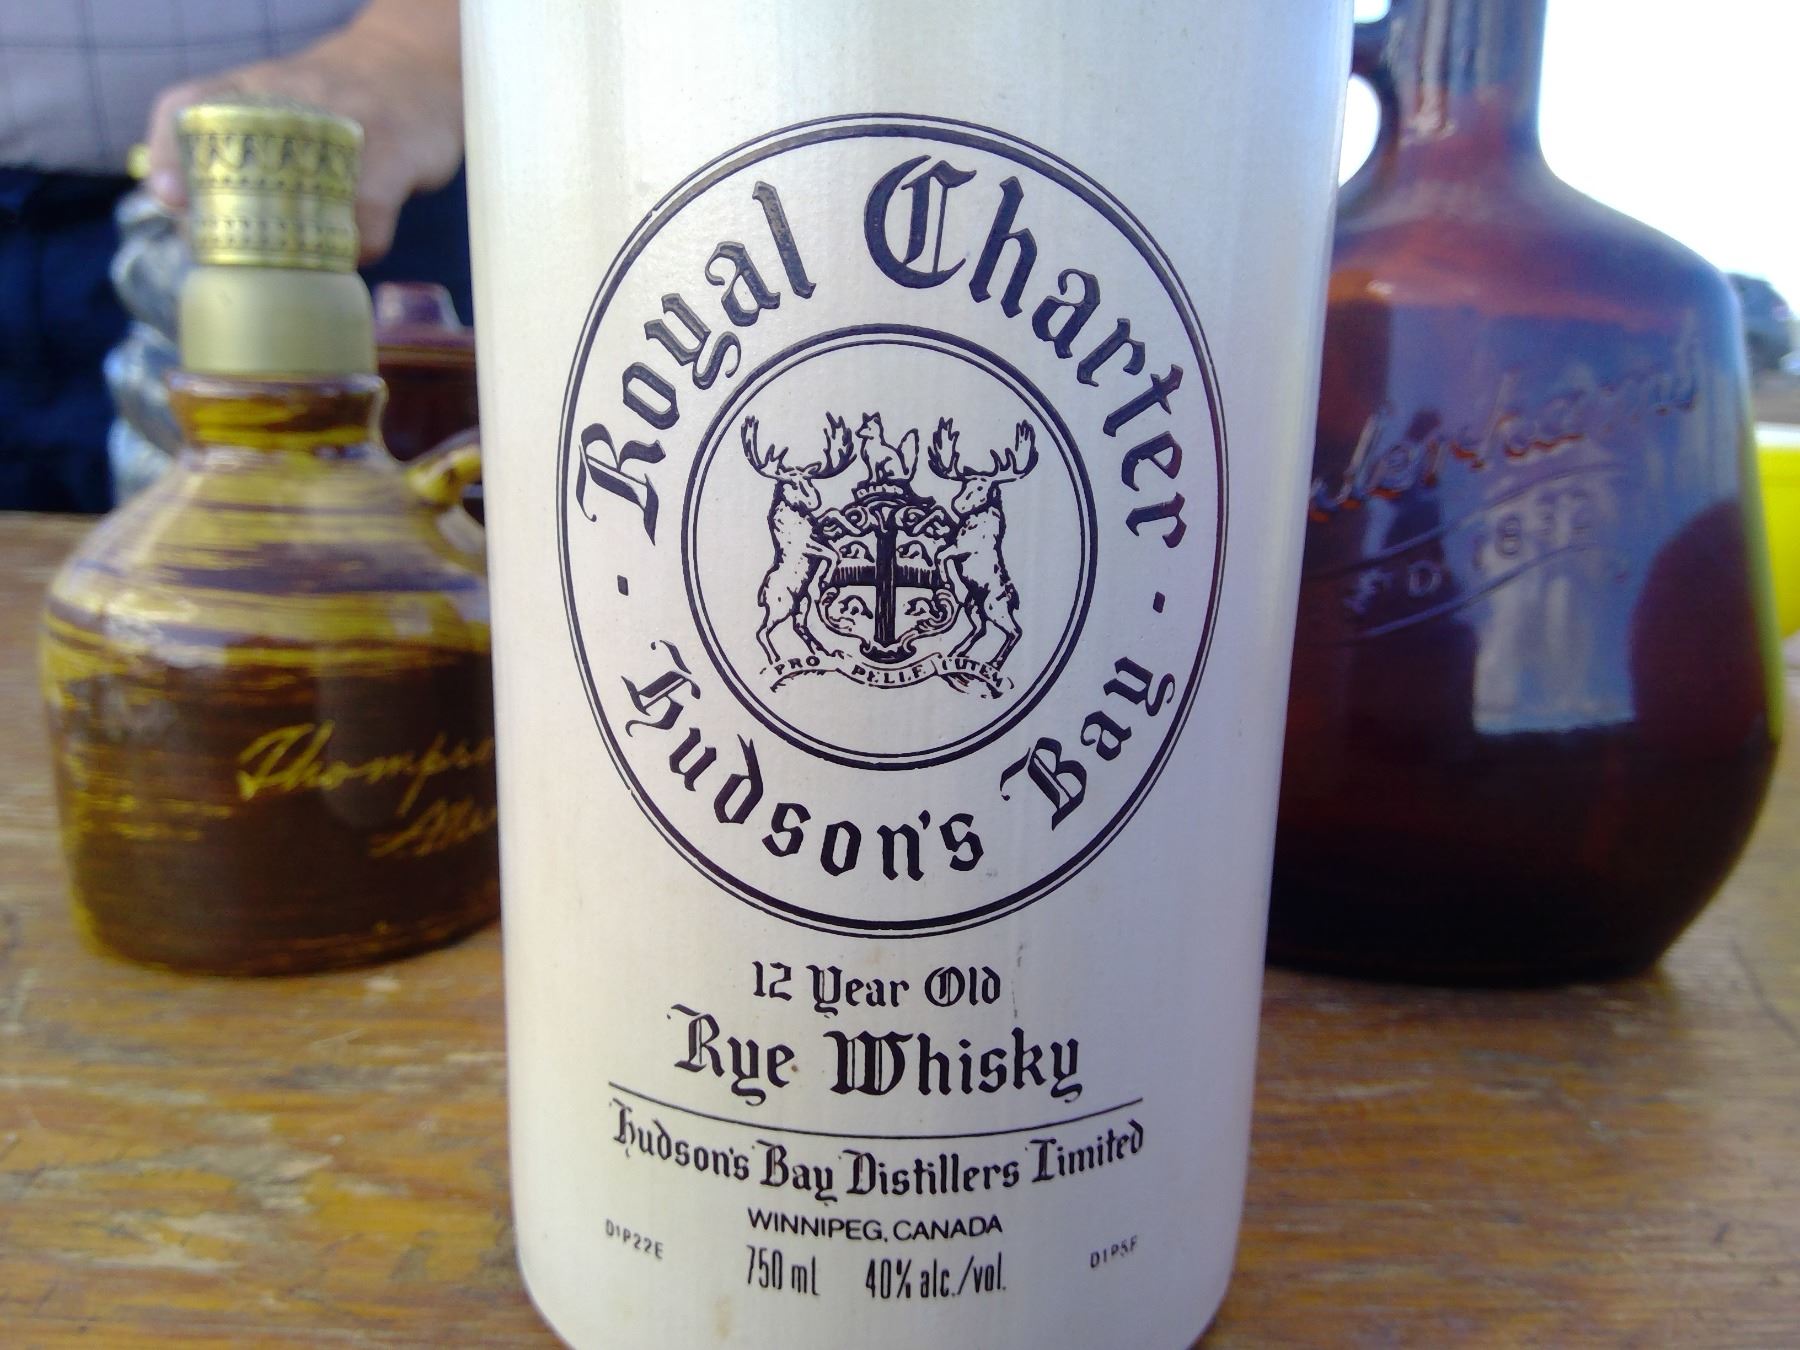 Royal Charter
Hudson's Bay
PRO PELLE CUTEM
12 Year Old
Rye Whisky
Hudson's Bay Distillers Limited
WINNIPEG, CANADA
750 ml 40% alc./vol.
D1P22E
D1P5F